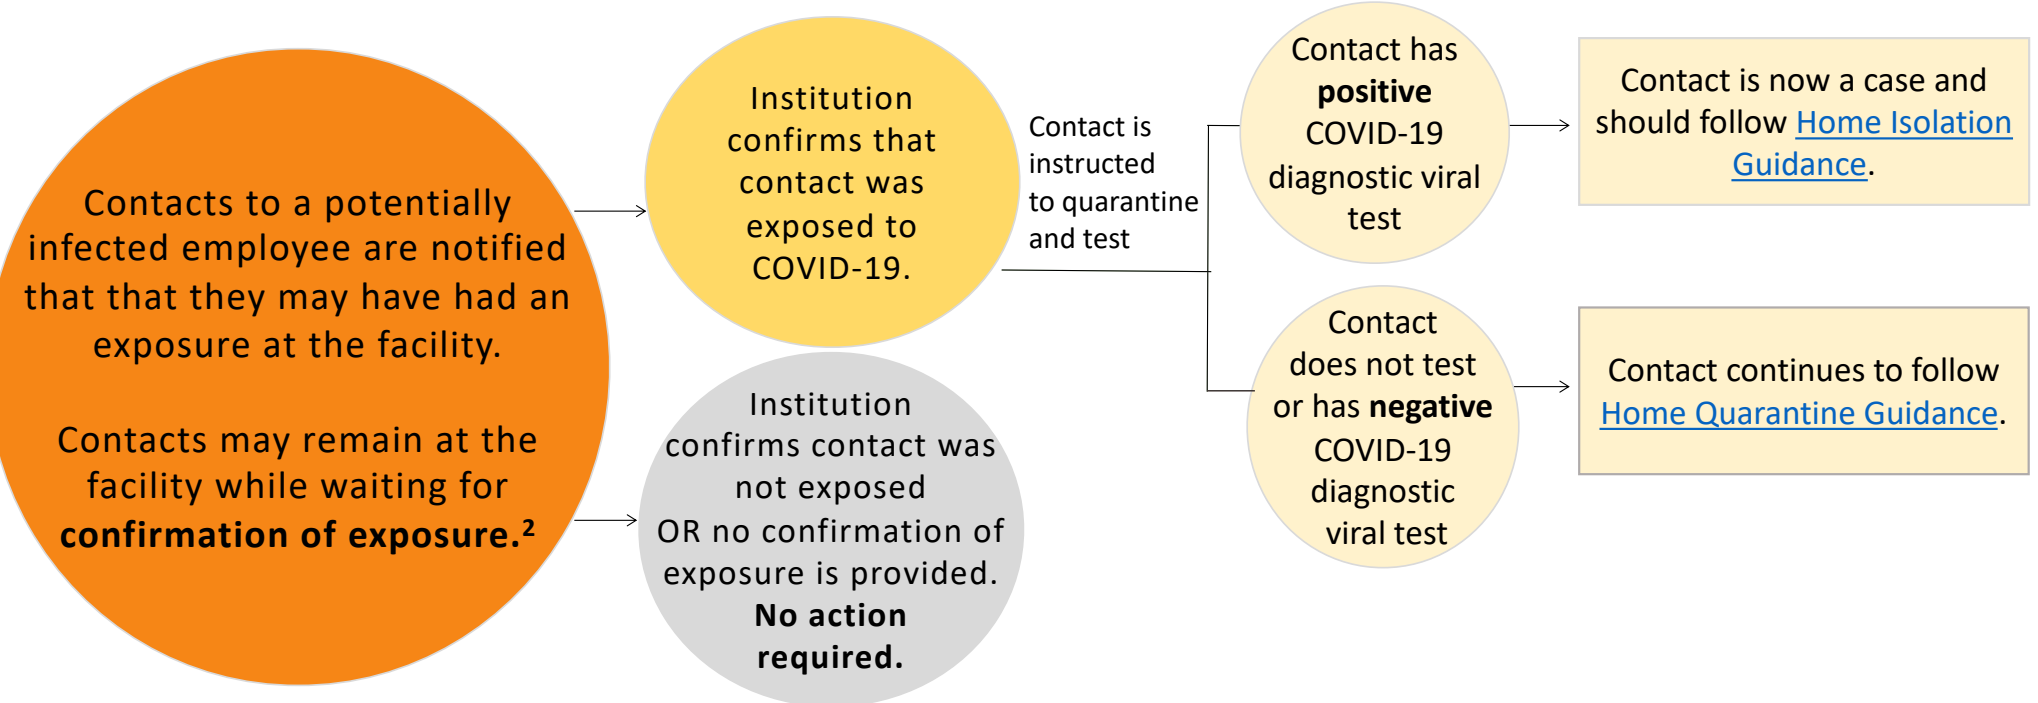 Contacts to a potentially
infected employee are notified
that that they may have had an
exposure at the facility.
Contacts may remain at the
facility while waiting for
confirmation of exposure.²
Institution
confirms that
contact was
exposed to
COVID-19.
Institution
confirms contact was
not exposed
OR no confirmation of
exposure is provided.
No action
required.
Contact is
instructed
to quarantine
and test
Contact has
positive
COVID-19
diagnostic viral
test
Contact is now a case and
should follow Home Isolation
Guidance.
Contact
does not test
or has negative
COVID-19
diagnostic
viral test
Contact continues to follow
Home Quarantine Guidance.